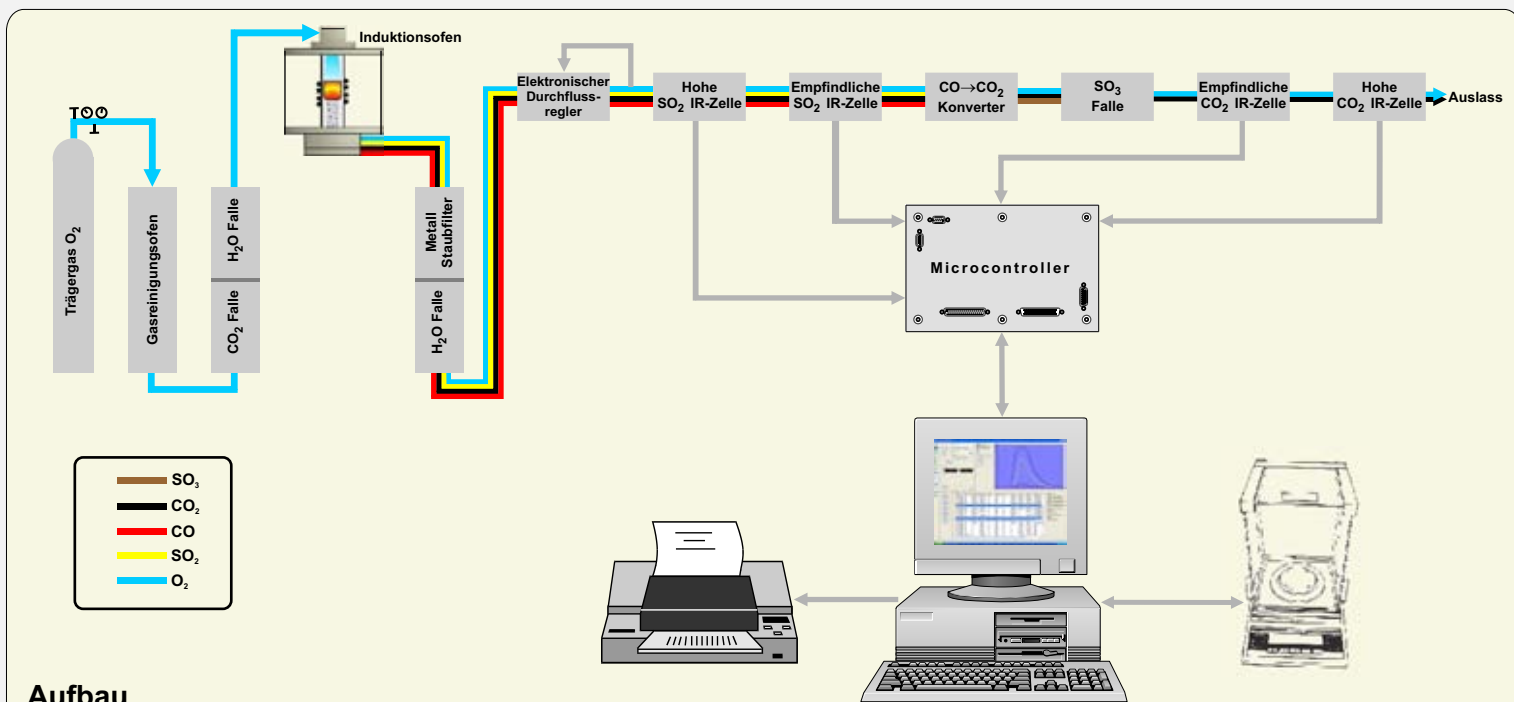 Induktionsofen
Elektronischer
Durchfluss-
regler
Hohe
SO2 IR-Zelle
Empfindliche
SO2 IR-Zelle
CO→CO2
Konverter
SO3
Falle
Empfindliche
CO2 IR-Zelle
Hohe
CO2 IR-Zelle
Auslass
Trägergas O2
Gasreinigungsofen
H2O Falle
CO2 Falle
Metall
Staubfilter
H2O Falle
Microcontroller
SO3
CO2
CO
SO2
O2
Aufbau